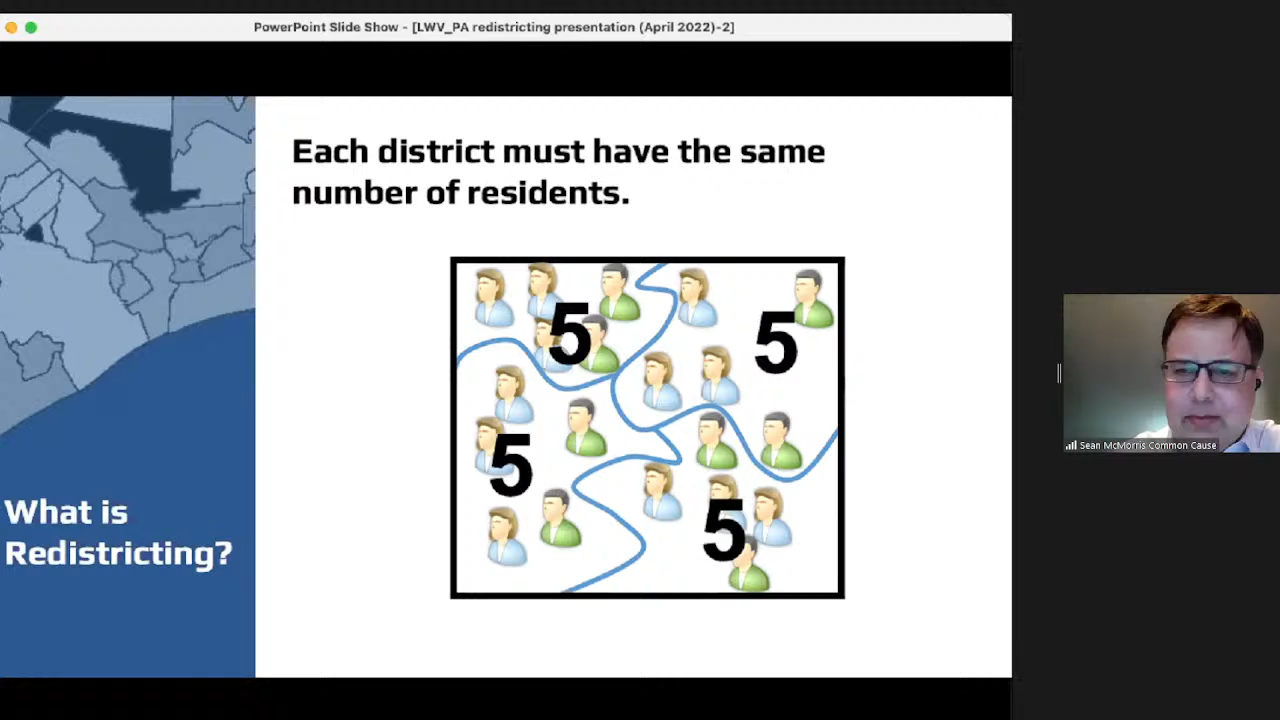 PowerPoint Slide Show - [LWV_PA redistricting presentation (April 2022)-2]
Each district must have the same
number of residents.
5
5
5
5
What is
Redistricting?
Sean McMorris Common Cause